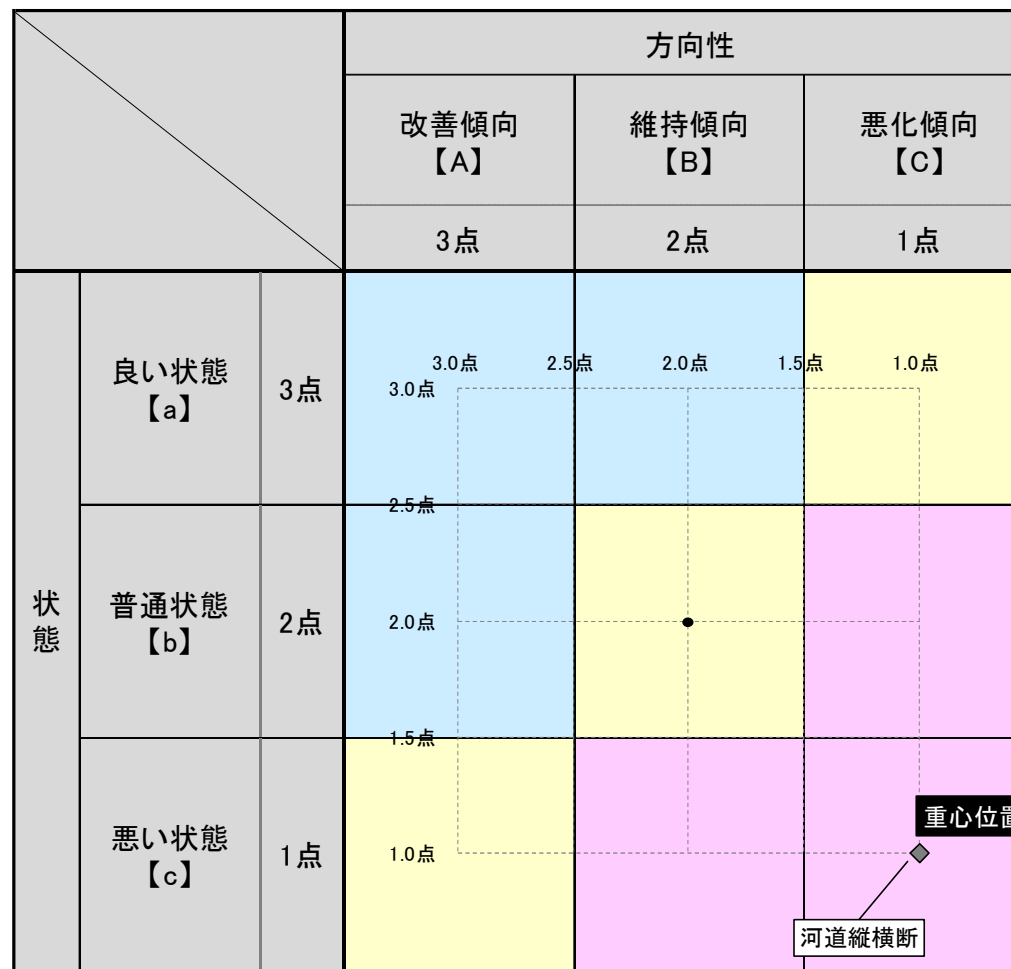 方向性
改善傾向
【A】
維持傾向
【B】
悪化傾向
【C】
3点
2点
1点
状態
良い状態
【a】
3点
3.0点
2.5点
2.0点
1.5点
1.0点
3.0点
2.5点
普通状態
【b】
2点
2.0点
1.5点
悪い状態
【c】
1点
1.0点
重心位置
河道縦横断